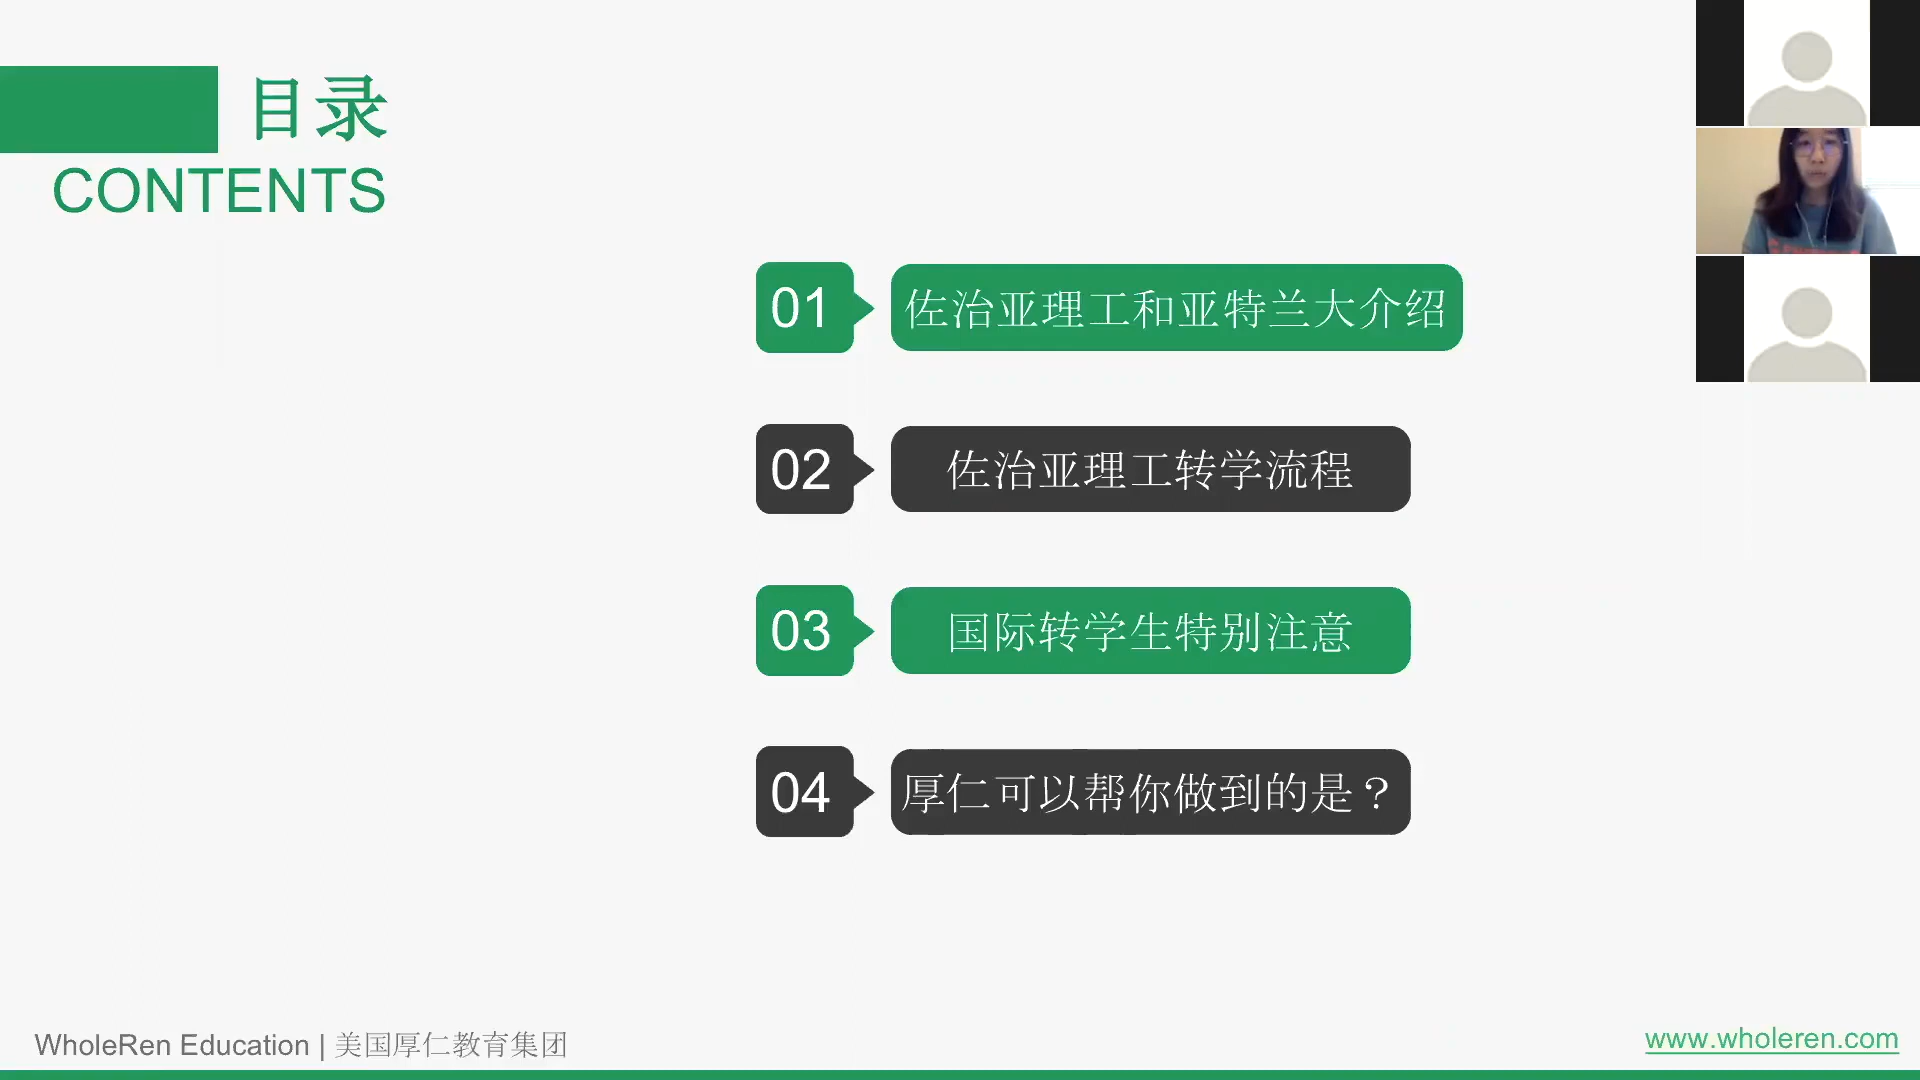 目录
CONTENTS
01 佐治亚理工和亚特兰大介绍
02 佐治亚理工转学流程
03 国际转学生特别注意
04 厚仁可以帮你做到的是？
WholeRen Education | 美国厚仁教育集团
www.wholeren.com